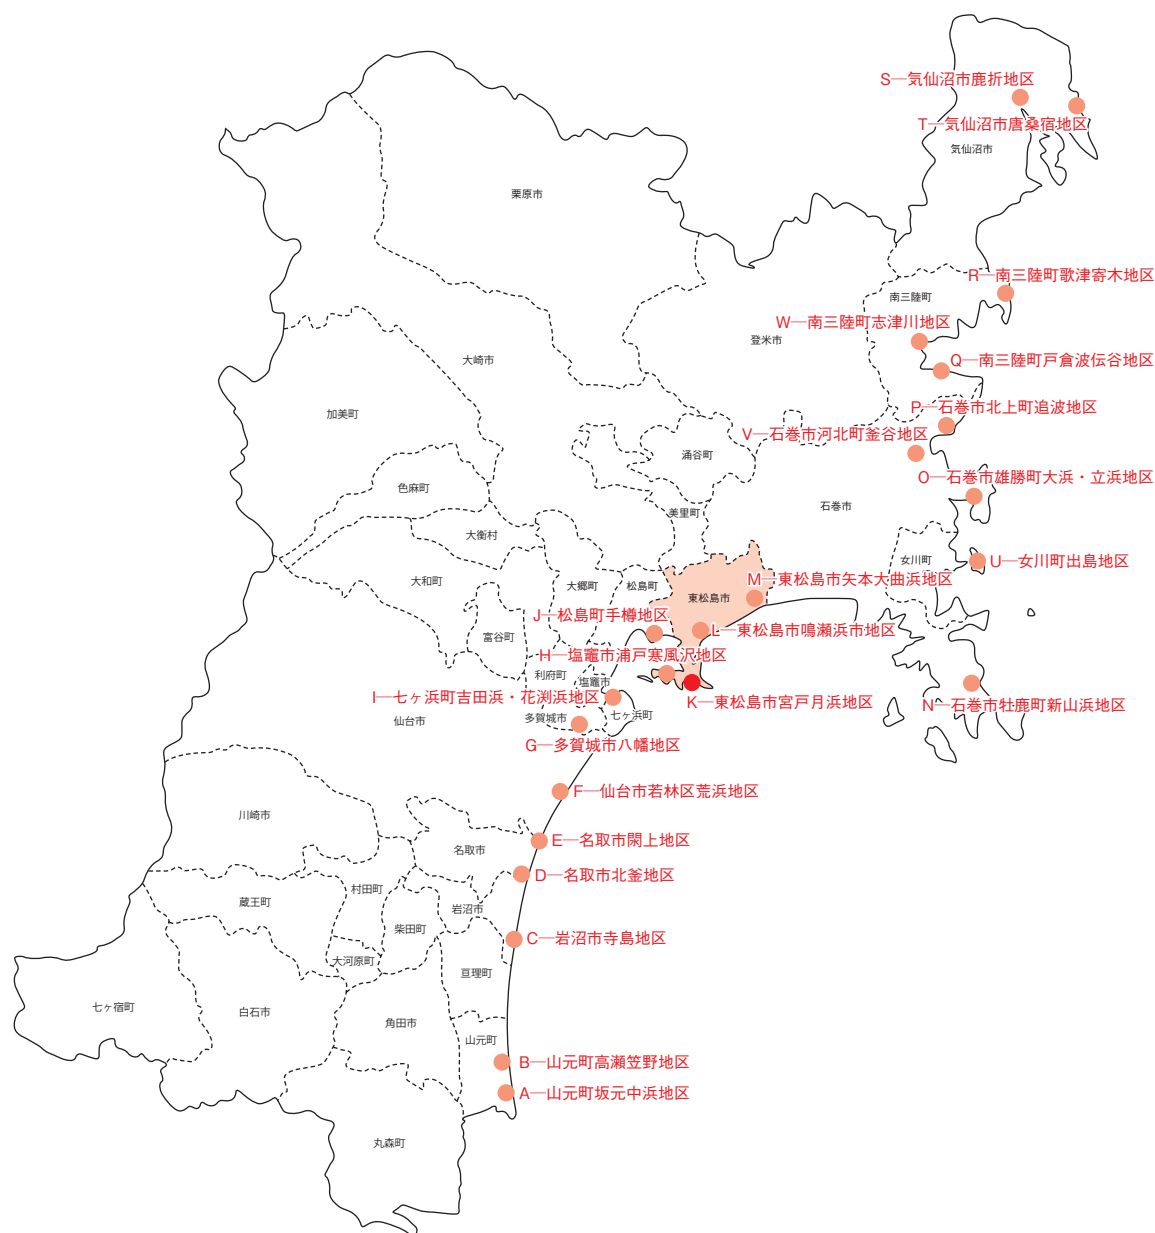 S―気仙沼市鹿折地区
T―気仙沼市唐桑宿地区
気仙沼市
栗原市
R―南三陸町歌津寄木地区
南三陸町
W―南三陸町志津川地区
登米市
大崎市
Q―南三陸町戸倉波伝谷地区
加美町
P―石巻市北上町追波地区
V―石巻市河北町釜谷地区
涌谷町
O―石巻市雄勝町大浜・立浜地区
色麻町
石巻市
美里町
大衡村
女川町
U―女川町出島地区
大和町
大郷町
松島町
M―東松島市矢本大曲浜地区
東松島市
J―松島町手樽地区
L―東松島市鳴瀬浜市地区
富谷町
H―塩竈市浦戸寒風沢地区
利府町
塩竈市
I―七ヶ浜町吉田浜・花渕浜地区
K―東松島市宮戸月浜地区
N―石巻市牡鹿町新山浜地区
仙台市
多賀城市
七ヶ浜町
G―多賀城市八幡地区
F―仙台市若林区荒浜地区
川崎市
E―名取市閖上地区
名取市
D―名取市北釜地区
村田町
蔵王町
岩沼市
柴田町
C―岩沼市寺島地区
大河原町
亘理町
七ヶ宿町
白石市
角田市
山元町
B―山元町高瀬笠野地区
A―山元町坂元中浜地区
丸森町